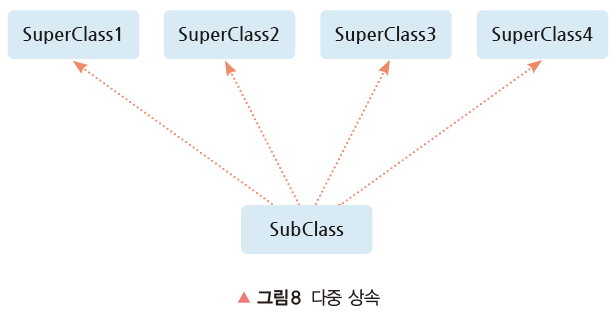 SuperClass1 SuperClass2 SuperClass3 SuperClass4
SubClass
▲ 그림8 다중 상속